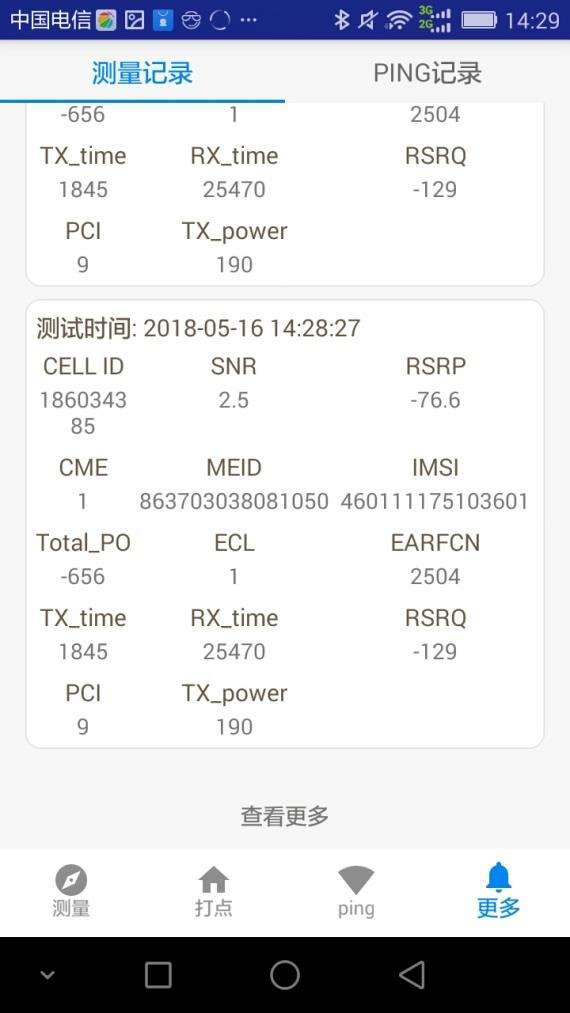 中国电信 ... 3G 2G 14:29
测量记录 PING记录
-656 1 2504
TX_time RX_time RSRQ
1845 25470 -129
PCI TX_power
9 190
测试时间: 2018-05-16 14:28:27
CELL ID SNR RSRP
1860343 2.5 -76.6
85
CME MEID IMSI
1 863703038081050 460111175103601
Total_PO ECL EARFCN
-656 1 2504
TX_time RX_time RSRQ
1845 25470 -129
PCI TX_power
9 190
查看更多
测量 打点 ping 更多